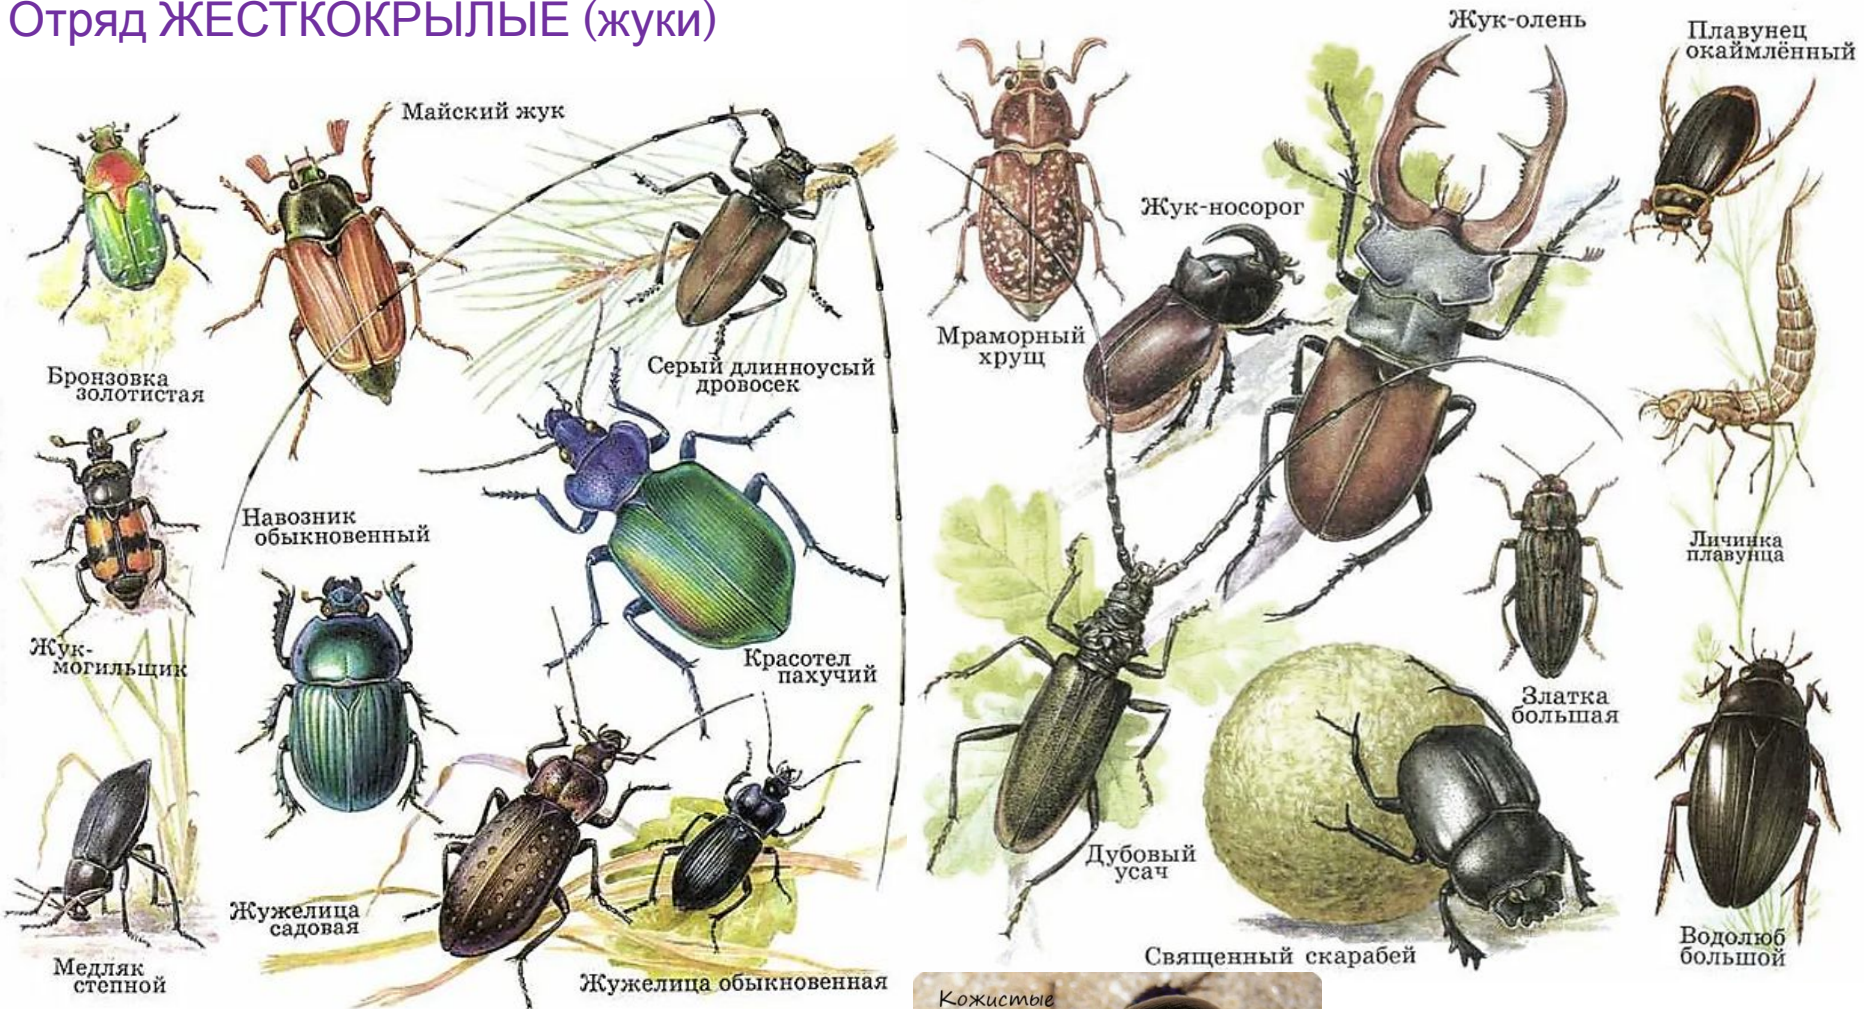 Отряд ЖЕСТКОКРЫЛЫЕ (жуки)
Майский жук
Бронзовка
золотистая
Серый длинноусый
дровосек
Навозник
обыкновенный
Жук-
могильщик
Красотел
пахучий
Жужелица
садовая
Медляк
степной
Жужелица обыкновенная
Жук-олень
Плавунец
окаймлённый
Жук-носорог
Мраморный
хрущ
Личинка
плавунца
Златка
большая
Дубовый
усач
Священный скарабей
Водолюб
большой
Кожистые